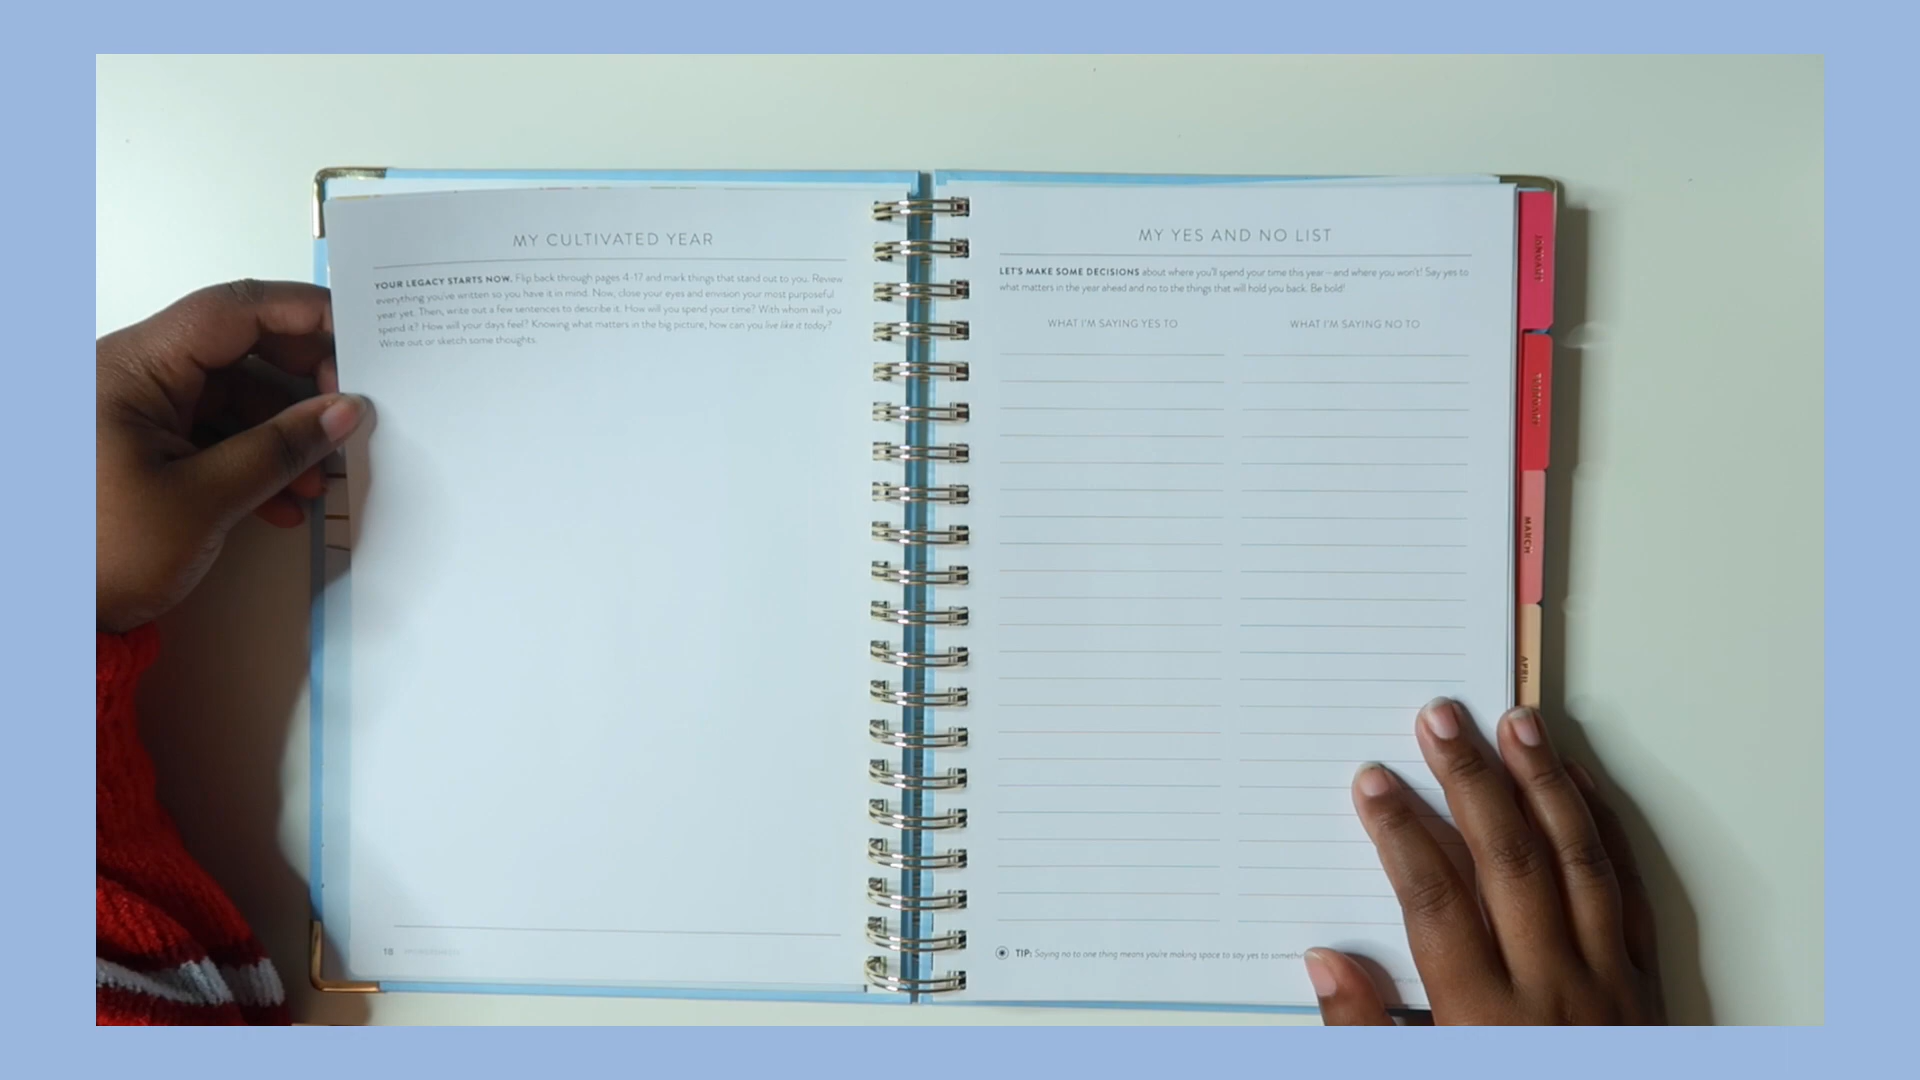 MY CULTIVATED YEAR
YOUR LEGACY STARTS NOW. Flip back through pages 4-17 and mark things that stand out to you. Review
everything you've written so you have it in mind. Now, close your eyes and envision your most purposeful
year yet. Then, write out a few sentences to describe it. How will you spend your time? With whom will you
spend it? How will your days feel? Knowing what matters in the big picture, how can you live like it today?
Write out or sketch some thoughts.
18
MY YES AND NO LIST
LET'S MAKE SOME DECISIONS about where you'll spend your time this year—and where you won't! Say yes to
what matters in the year ahead and no to the things that will hold you back. Be bold!
WHAT I'M SAYING YES TO
WHAT I'M SAYING NO TO
TIP: Saying no to one thing means you're making space to say yes to
JANUARY
FEBRUARY
MARCH
APRIL